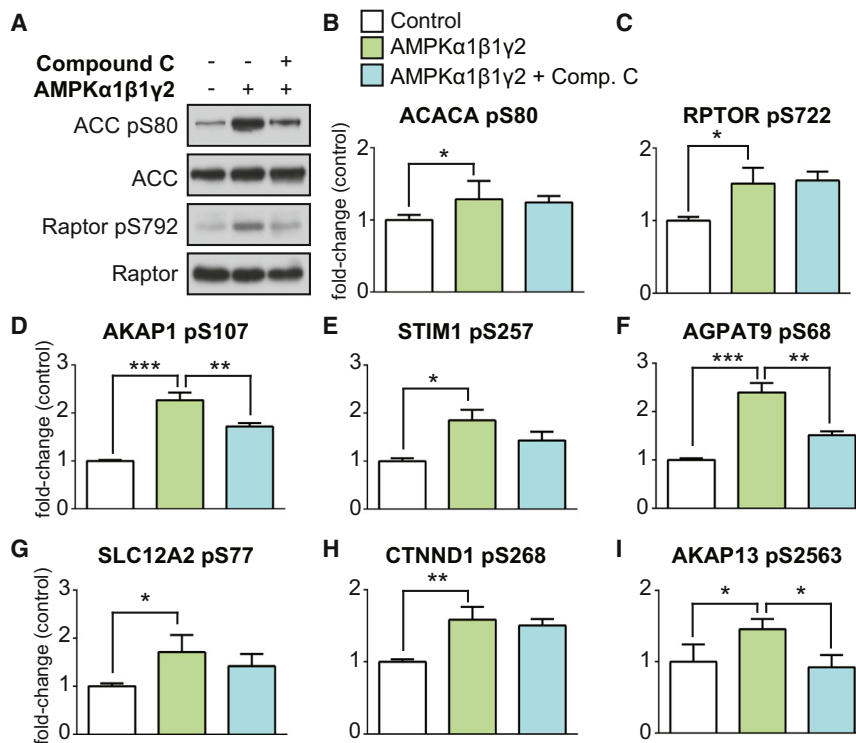 A
Compound C - - +
AMPKα1β1γ2 - + +
ACC pS80
ACC
Raptor pS792
Raptor
B
Control
AMPKα1β1γ2
AMPKα1β1γ2 + Comp. C
ACACA pS80
fold-change (control)
2
1
0
*
C
RPTOR pS722
2
1
0
*
D
AKAP1 pS107
fold-change (control)
3
2
1
0
***
**
E
STIM1 pS257
3
2
1
0
*
F
AGPAT9 pS68
3
2
1
0
***
**
G
SLC12A2 pS77
fold-change (control)
3
2
1
0
*
H
CTNND1 pS268
2
1
0
**
I
AKAP13 pS2563
2
1
0
*
*